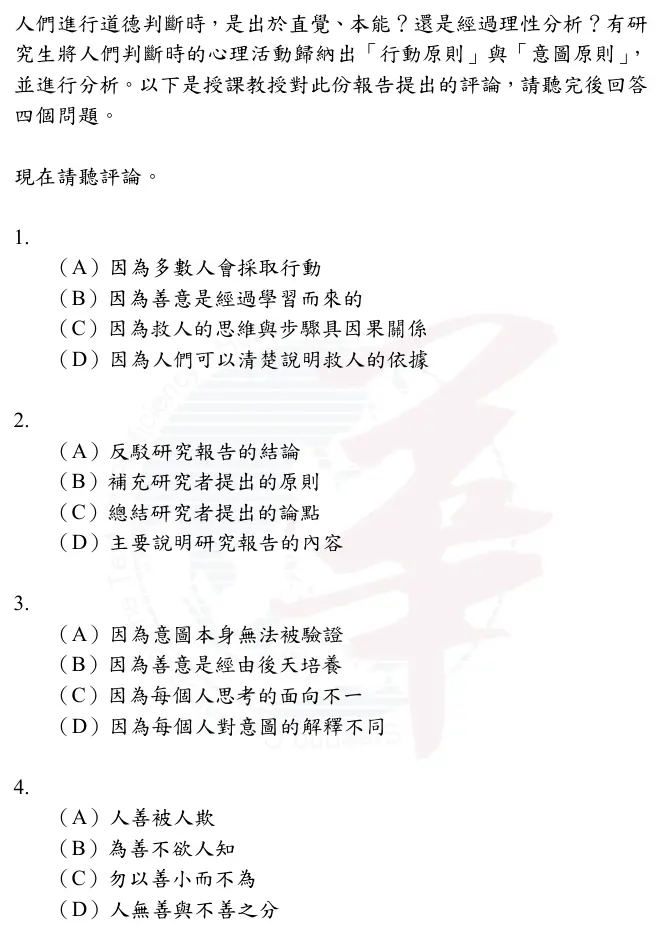 人們進行道德判斷時，是出於直覺、本能？還是經過理性分析？有研
究生將人們判斷時的心理活動歸納出「行動原則」與「意圖原則」，
並進行分析。以下是授課教授對此份報告提出的評論，請聽完後回答
四個問題。
現在請聽評論。
1.
（A）因為多數人會採取行動
（B）因為善意是經過學習而來的
（C）因為救人的思維與步驟具因果關係
（D）因為人們可以清楚說明救人的依據
2.
（A）反駁研究報告的結論
（B）補充研究者提出的原則
（C）總結研究者提出的論點
（D）主要說明研究報告的內容
3.
（A）因為意圖本身無法被驗證
（B）因為善意是經由後天培養
（C）因為每個人思考的面向不一
（D）因為每個人對意圖的解釋不同
4.
（A）人善被人欺
（B）為善不欲人知
（C）勿以善小而不為
（D）人無善與不善之分